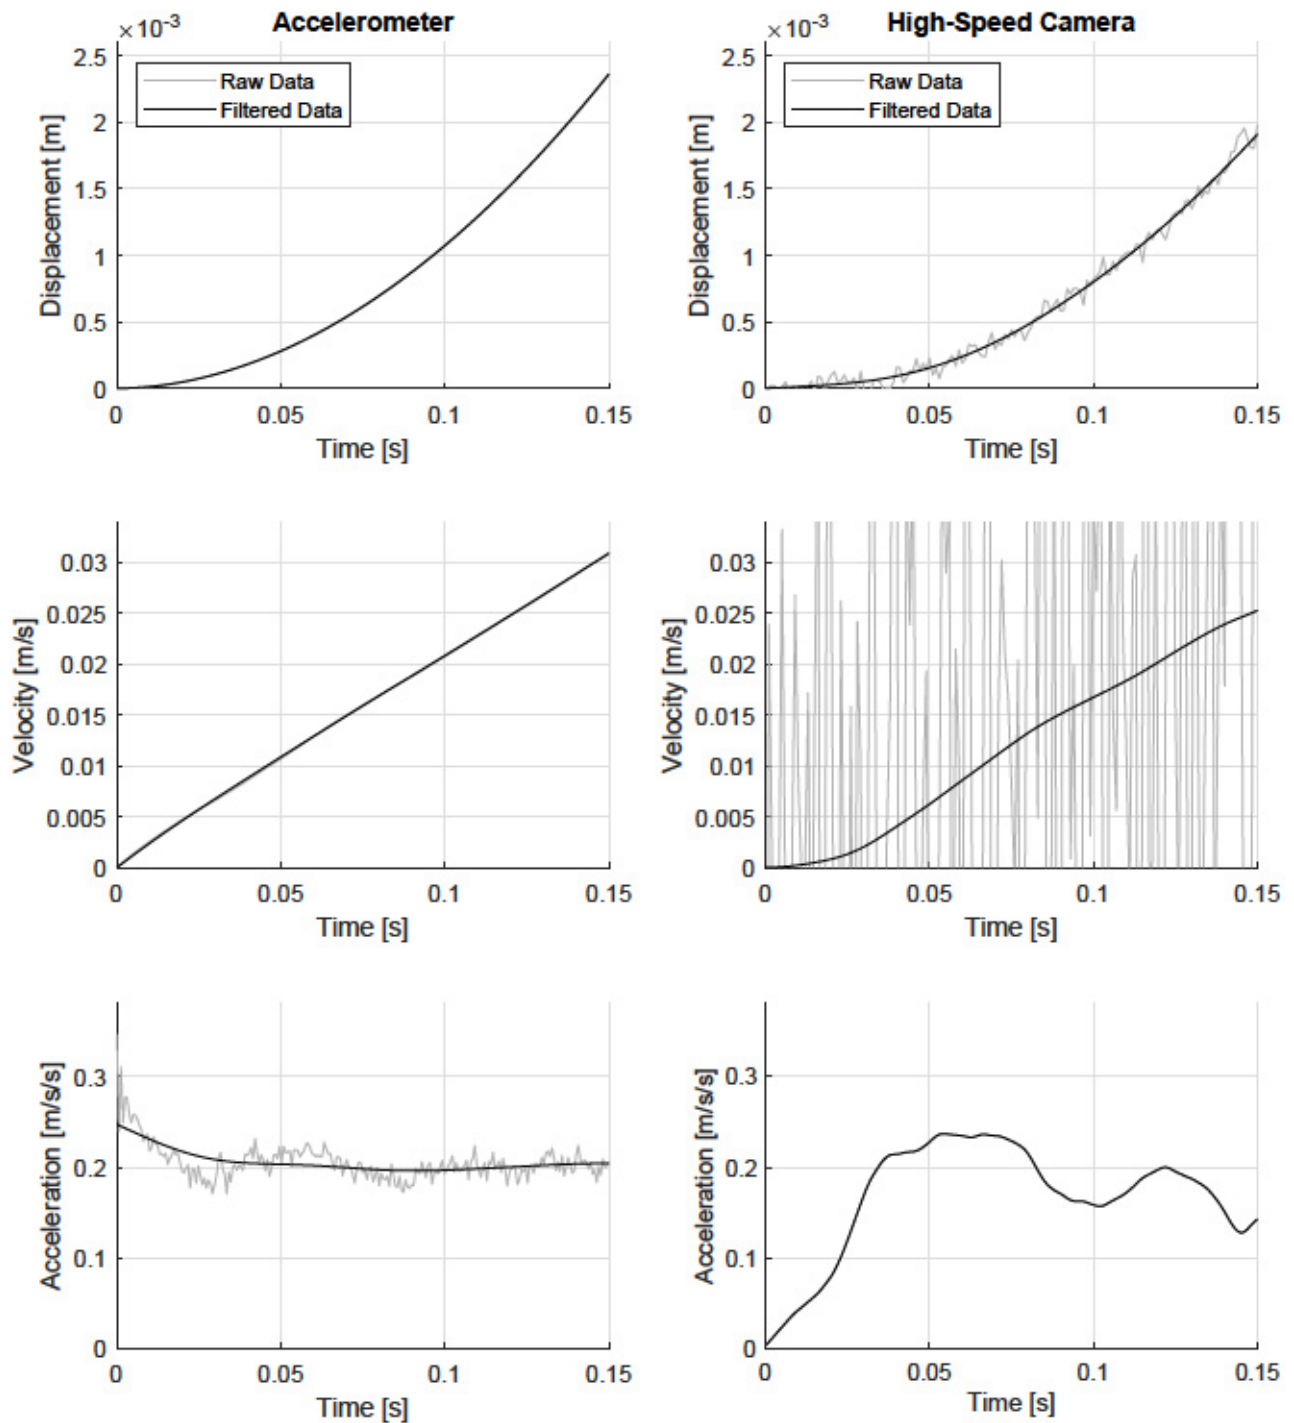 Accelerometer
×10-3
2.5
2
1.5
1
0.5
0
Displacement [m]
Raw Data
Filtered Data
0 0.05 0.1 0.15
Time [s]
High-Speed Camera
×10-3
2.5
2
1.5
1
0.5
0
Displacement [m]
Raw Data
Filtered Data
0 0.05 0.1 0.15
Time [s]
0.03
0.025
0.02
0.015
0.01
0.005
0
Velocity [m/s]
0 0.05 0.1 0.15
Time [s]
0.03
0.025
0.02
0.015
0.01
0.005
0
Velocity [m/s]
0 0.05 0.1 0.15
Time [s]
0.3
0.2
0.1
0
Acceleration [m/s/s]
0 0.05 0.1 0.15
Time [s]
0.3
0.2
0.1
0
Acceleration [m/s/s]
0 0.05 0.1 0.15
Time [s]